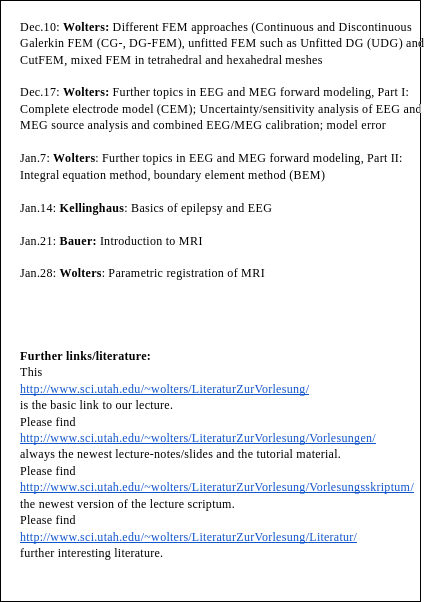 Dec.10: Wolters: Different FEM approaches (Continuous and Discontinuous
Galerkin FEM (CG-, DG-FEM), unfitted FEM such as Unfitted DG (UDG) and
CutFEM, mixed FEM in tetrahedral and hexahedral meshes
Dec.17: Wolters: Further topics in EEG and MEG forward modeling, Part I:
Complete electrode model (CEM); Uncertainty/sensitivity analysis of EEG and
MEG source analysis and combined EEG/MEG calibration; model error
Jan.7: Wolters: Further topics in EEG and MEG forward modeling, Part II:
Integral equation method, boundary element method (BEM)
Jan.14: Kellinghaus: Basics of epilepsy and EEG
Jan.21: Bauer: Introduction to MRI
Jan.28: Wolters: Parametric registration of MRI
Further links/literature:
This
http://www.sci.utah.edu/~wolters/LiteraturZurVorlesung/
is the basic link to our lecture.
Please find
http://www.sci.utah.edu/~wolters/LiteraturZurVorlesung/Vorlesungen/
always the newest lecture-notes/slides and the tutorial material.
Please find
http://www.sci.utah.edu/~wolters/LiteraturZurVorlesung/Vorlesungsskriptum/
the newest version of the lecture scriptum.
Please find
http://www.sci.utah.edu/~wolters/LiteraturZurVorlesung/Literatur/
further interesting literature.